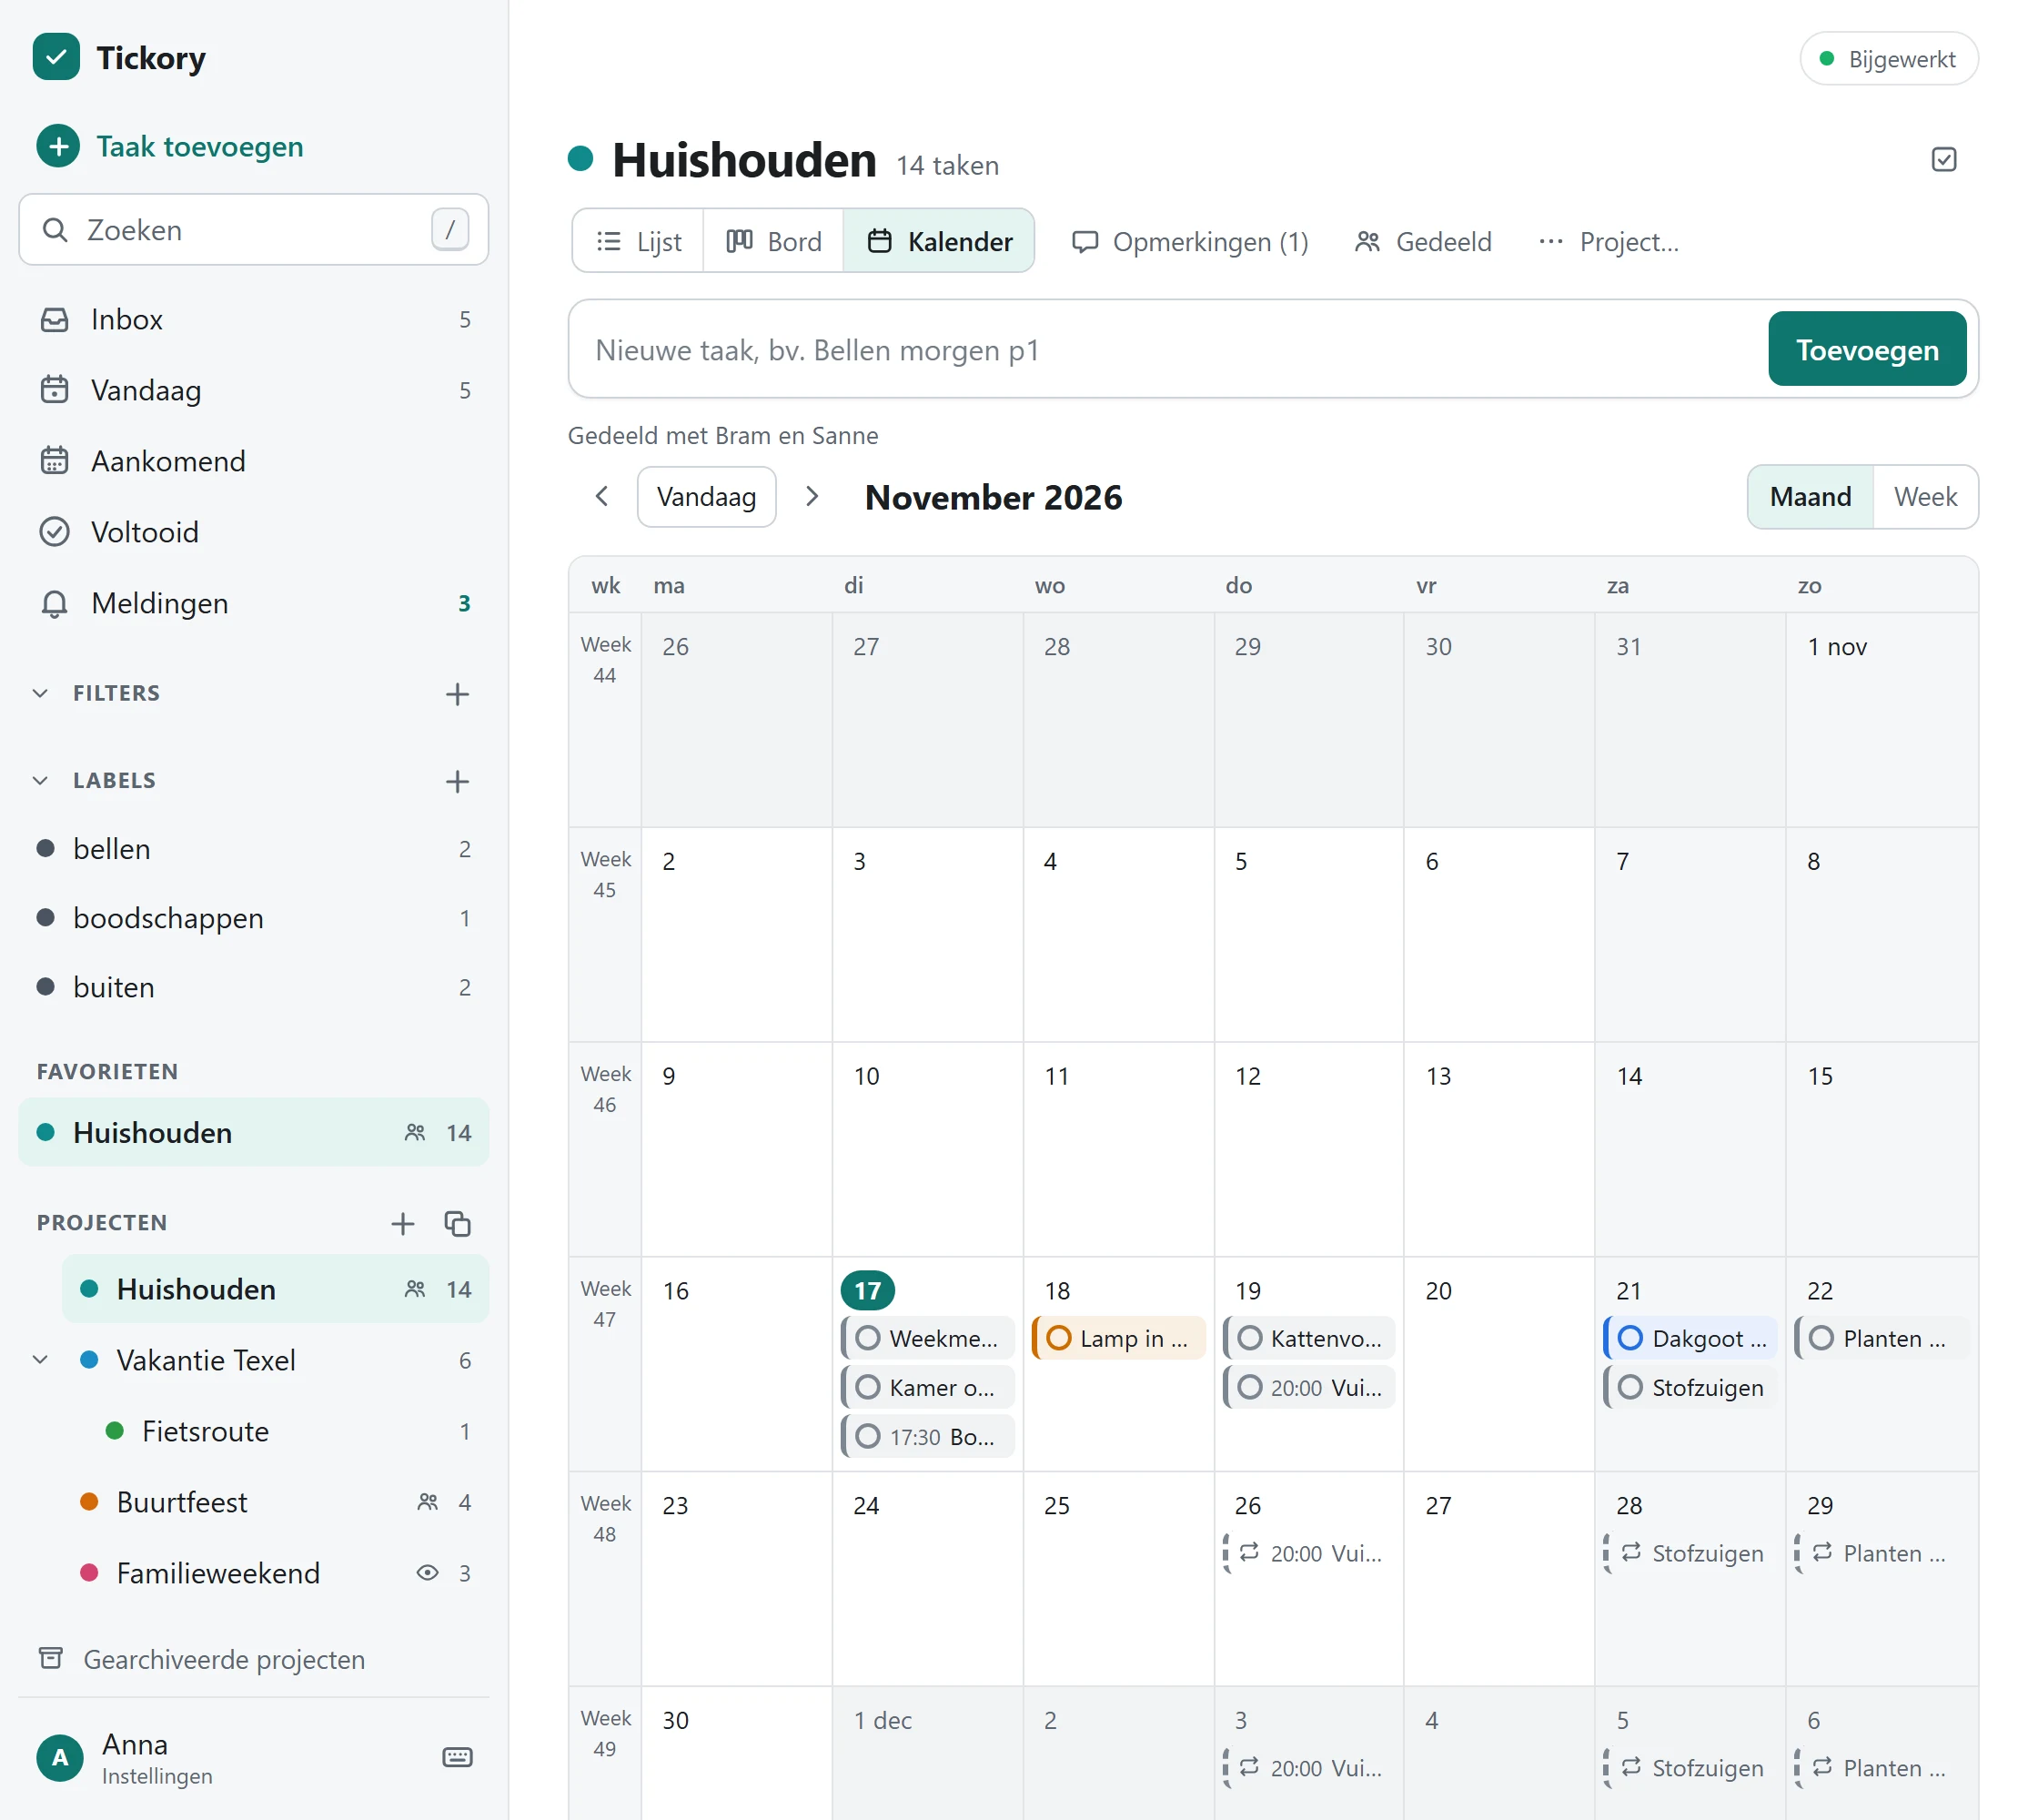 Tickory
Taak toevoegen
Zoeken /
Inbox 5
Vandaag 5
Aankomend
Voltooid
Meldingen 3
FILTERS
LABELS
bellen 2
boodschappen 1
buiten 2
FAVORIETEN
Huishouden 14
PROJECTEN
Huishouden 14
Vakantie Texel 6
Fietsroute 1
Buurtfeest 4
Familieweekend 3
Gearchiveerde projecten
A Anna
Instellingen
Bijgewerkt
Huishouden 14 taken
Lijst Bord Kalender Opmerkingen (1) Gedeeld Project...
Nieuwe taak, bv. Bellen morgen p1 Toevoegen
Gedeeld met Bram en Sanne
Vandaag November 2026 Maand Week
wk ma di wo do vr za zo
Week 44 26 27 28 29 30 31 1 nov
Week 45 2 3 4 5 6 7 8
Week 46 9 10 11 12 13 14 15
Week 47 16 17 18 19 20 21 22
Weekme... Lamp in ... Kattenvo... Dakgoot ... Planten ...
Kamer o... 20:00 Vui... Stofzuigen
17:30 Bo...
Week 48 23 24 25 26 27 28 29
20:00 Vui... Stofzuigen Planten ...
Week 49 30 1 dec 2 3 4 5 6
20:00 Vui... Stofzuigen Planten ...